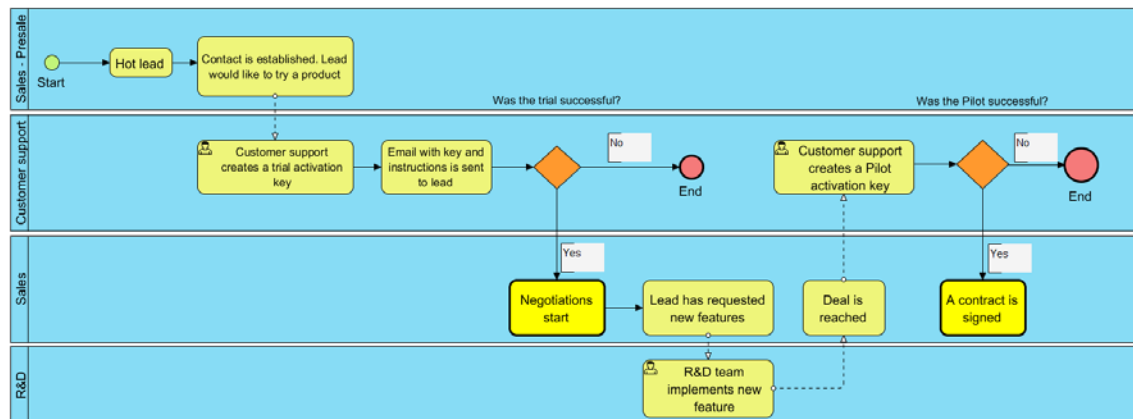 Sales - Presale
Start
Hot lead
Contact is established. Lead
would like to try a product
Was the trial successful?
Was the Pilot successful?
Customer support
Customer support
creates a trial activation
key
Email with key and
instructions is sent
to lead
No
End
Customer support
creates a Pilot
activation key
No
End
Sales
Yes
Negotiations
start
Lead has requested
new features
Deal is
reached
Yes
A contract is
signed
R&D
R&D team
implements new
feature